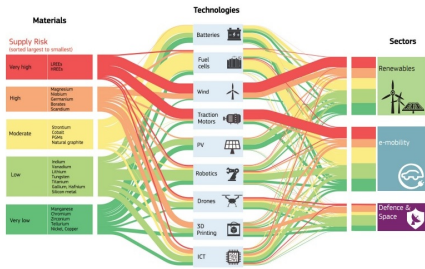 Materials
Technologies
Sectors
Supply Risk
(sorted largest to smallest)
Very high
LREEs
HREEs
High
Magnesium
Niobium
Germanium
Borates
Scandium
Moderate
Strontium
Cobalt
PGMs
Natural graphite
Low
Indium
Vanadium
Lithium
Tungsten
Titanium
Gallium, Hafnium
Silicon metal
Very low
Manganese
Chromium
Zirconium
Tellurium
Nickel, Copper
Batteries
Fuel
cells
Wind
Traction
Motors
PV
Robotics
Drones
3D
Printing
ICT
Renewables
e-mobility
Defence &
Space